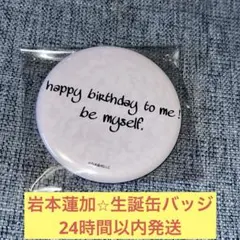 happy birthday to me!
be myself.
岩本蓮加☆生誕缶バッジ
24時間以内発送